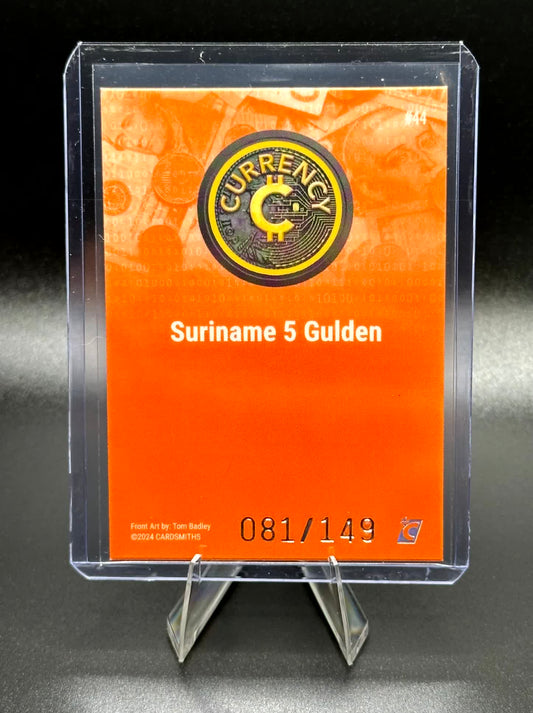 #44
CURRENCY
Suriname 5 Gulden
Front Art by: Tom Badley
©2024 CARDSMITHS
081/149